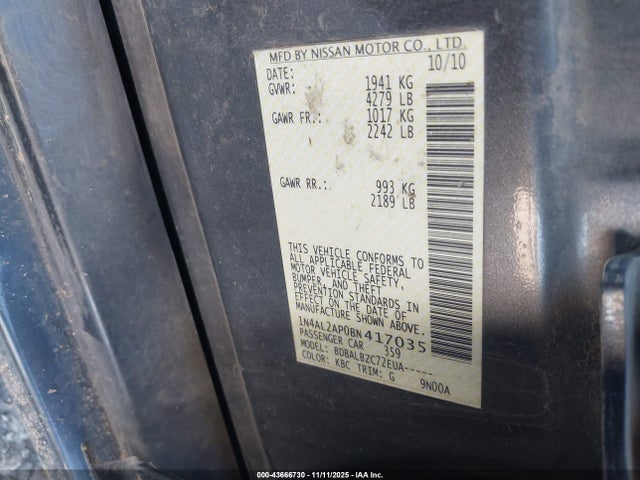 MFD BY NISSAN MOTOR CO., LTD.
DATE: 10/10
GVWR: 1941 KG
4279 LB
GAWR FR.: 1017 KG
2242 LB
GAWR RR.: 993 KG
2189 LB
THIS VEHICLE CONFORMS TO
ALL APPLICABLE FEDERAL
MOTOR VEHICLE SAFETY,
BUMPER, AND THEFT
PREVENTION STANDARDS IN
EFFECT ON THE DATE OF
MANUFACTURE SHOWN ABOVE.
1N4AL2AP0BN417035
PASSENGER CAR 359
MODEL: BDBALBZC72EUA-----
COLOR: KBC TRIM: G 9N00A
000-43666730 - 11/11/2025 - IAA Inc.